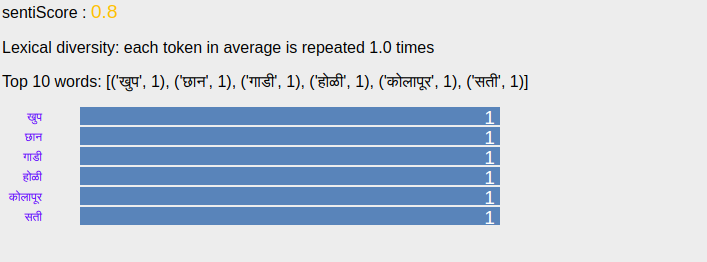 sentiScore : 0.8
Lexical diversity: each token in average is repeated 1.0 times
Top 10 words: [('खुप', 1), ('छान', 1), ('गाडी', 1), ('होळी', 1), ('कोलापूर', 1), ('सती', 1)]
खुप 1
छान 1
गाडी 1
होळी 1
कोलापूर 1
सती 1